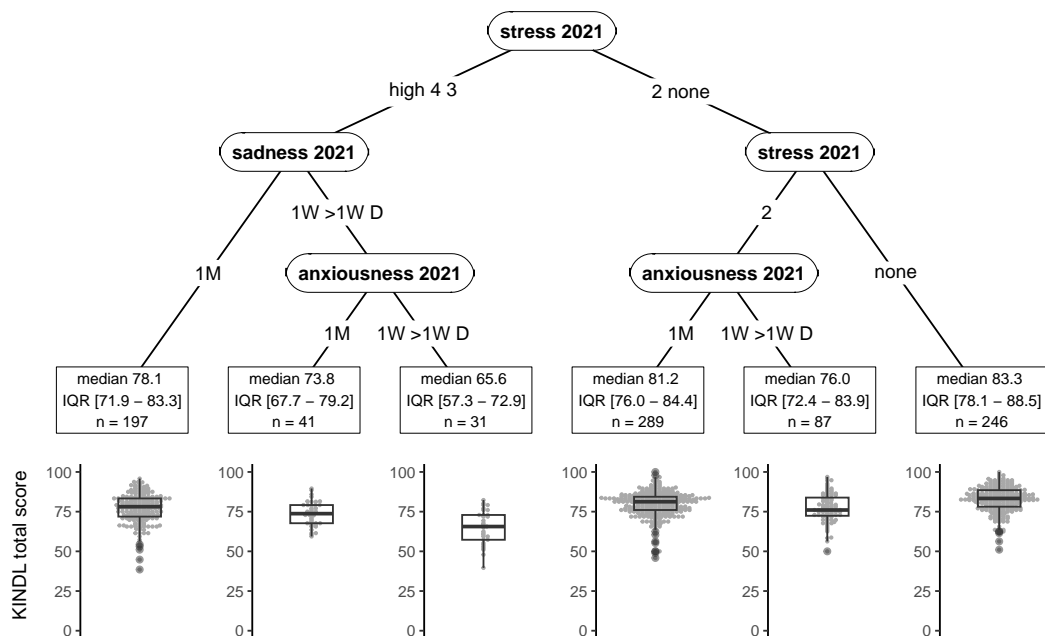 stress 2021
high 4 3
2 none
sadness 2021
stress 2021
1W >1W D
2
1M
anxiousness 2021
anxiousness 2021
none
1M
1W >1W D
1M
1W >1W D
median 78.1
IQR [71.9 − 83.3]
n = 197
median 73.8
IQR [67.7 − 79.2]
n = 41
median 65.6
IQR [57.3 − 72.9]
n = 31
median 81.2
IQR [76.0 − 84.4]
n = 289
median 76.0
IQR [72.4 − 83.9]
n = 87
median 83.3
IQR [78.1 − 88.5]
n = 246
KINDL total score
100
75
50
25
0
100
75
50
25
0
100
75
50
25
0
100
75
50
25
0
100
75
50
25
0
100
75
50
25
0